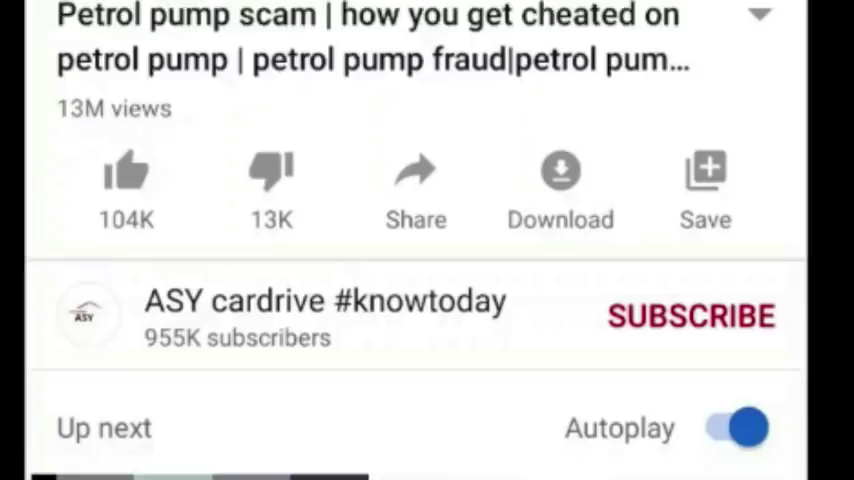 Petrol pump scam | how you get cheated on
petrol pump | petrol pump fraud|petrol pum...
13M views
104K 13K Share Download Save
ASY
ASY cardrive #knowtoday
SUBSCRIBE
955K subscribers
Up next Autoplay